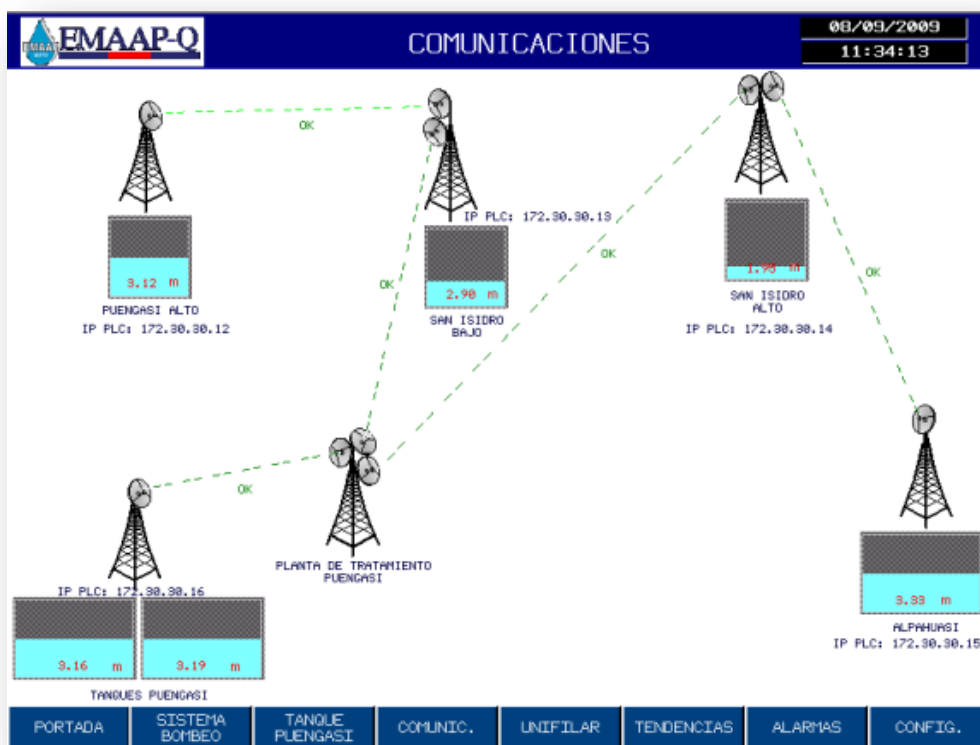 EMAAP-Q
COMUNICACIONES
08/09/2009
11:34:13
OK
IP PLC: 172.30.30.13
OK
OK
OK
3.12 m
2.90 m
1.95 m
PUENGASI ALTO
IP PLC: 172.30.30.12
SAN ISIDRO
BAJO
SAN ISIDRO
ALTO
IP PLC: 172.30.30.14
OK
PLANTA DE TRATAMIENTO
PUENGASI
IP PLC: 172.30.30.16
3.16 m
3.19 m
TANQUES PUENGASI
3.33 m
ALPAHUASI
IP PLC: 172.30.30.15
PORTADA
SISTEMA
BOMBEO
TANQUE
PUENGASI
COMUNIC.
UNIFILAR
TENDENCIAS
ALARMAS
CONFIG.